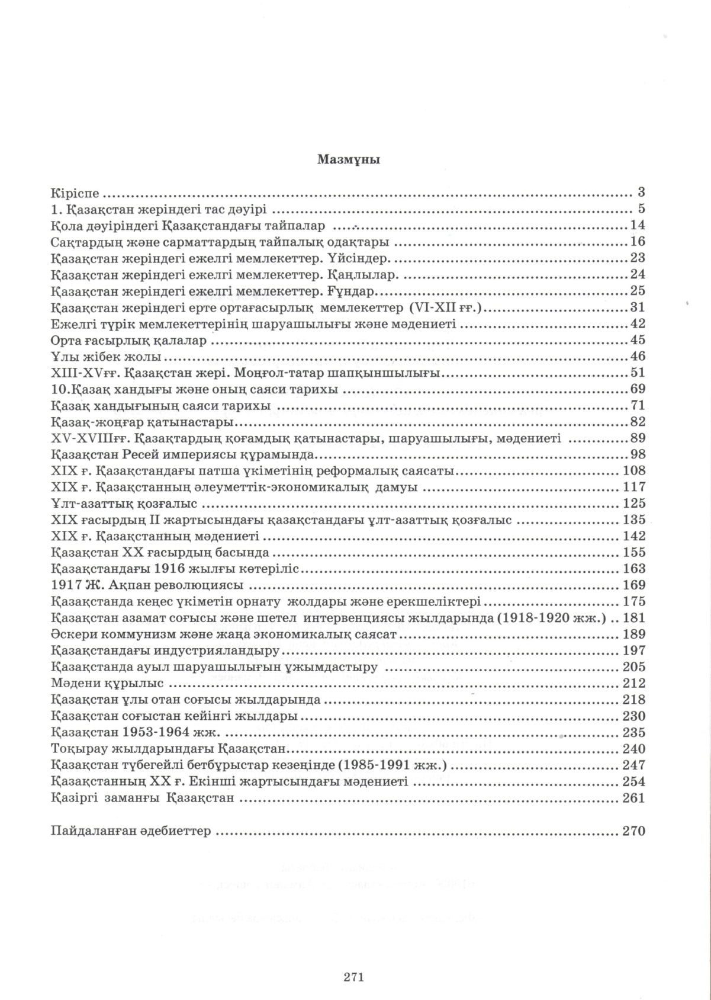 Мазмұны
Кіріспе ........ 3
1. Қазақстан жеріндегі тас дәуірі ........ 5
Қола дәуіріндегі Қазақстандағы тайпалар ........ 14
Сақтардың және сарматтардың тайпалық одақтары ........ 16
Қазақстан жеріндегі ежелгі мемлекеттер. Үйсіндер. ........ 23
Қазақстан жеріндегі ежелгі мемлекеттер. Қаңлылар. ........ 24
Қазақстан жеріндегі ежелгі мемлекеттер. Ғұндар. ........ 25
Қазақстан жеріндегі ерте ортағасырлық мемлекеттер (VI-XII ғғ.) ........ 31
Ежелгі түрік мемлекеттерінің шаруашылығы және мәдениеті ........ 42
Орта ғасырлық қалалар ........ 45
Ұлы жібек жолы ........ 46
XIII-XVғғ. Қазақстан жері. Моңғол-татар шапқыншылығы ........ 51
10.Қазақ хандығы және оның саяси тарихы ........ 69
Қазақ хандығының саяси тарихы ........ 71
Қазақ-жоңғар қатынастары ........ 82
XV-XVIIIғғ. Қазақтардың қоғамдық қатынастары, шаруашылығы, мәдениеті ........ 89
Қазақстан Ресей империясы құрамында ........ 98
XIX ғ. Қазақстандағы патша үкіметінің реформалық саясаты ........ 108
XIX ғ. Қазақстанның әлеуметтік-экономикалық дамуы ........ 117
Ұлт-азаттық қозғалыс ........ 125
XIX ғасырдың II жартысындағы қазақстандағы ұлт-азаттық қозғалыс ........ 135
XIX ғ. Қазақстанның мәдениеті ........ 142
Қазақстан XX ғасырдың басында ........ 155
Қазақстандағы 1916 жылғы көтеріліс ........ 163
1917 Ж. Ақпан революциясы ........ 169
Қазақстанда кеңес үкіметін орнату жолдары және ерекшеліктері ........ 175
Қазақстан азамат соғысы және шетел интервенциясы жылдарында (1918-1920 жж.) .. 181
Әскери коммунизм және жаңа экономикалық саясат ........ 189
Қазақстандағы индустрияландыру ........ 197
Қазақстанда ауыл шаруашылығын ұжымдастыру ........ 205
Мәдени құрылыс ........ 212
Қазақстан ұлы отан соғысы жылдарында ........ 218
Қазақстан соғыстан кейінгі жылдары ........ 230
Қазақстан 1953-1964 жж. ........ 235
Тоқырау жылдарындағы Қазақстан ........ 240
Қазақстан түбегейлі бетбұрыстар кезеңінде (1985-1991 жж.) ........ 247
Қазақстанның XX ғ. Екінші жартысындағы мәдениеті ........ 254
Қазіргі заманғы Қазақстан ........ 261
Пайдаланған әдебиеттер ........ 270
271